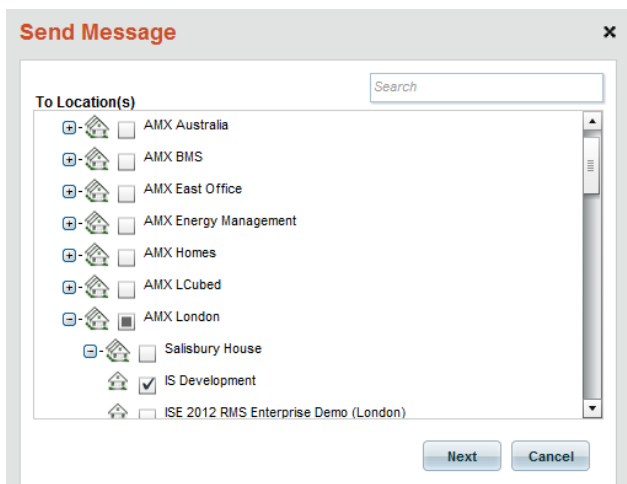 Send Message
Search
To Location(s)
AMX Australia
AMX BMS
AMX East Office
AMX Energy Management
AMX Homes
AMX LCubed
AMX London
Salisbury House
IS Development
ISE 2012 RMS Enterprise Demo (London)
Next Cancel